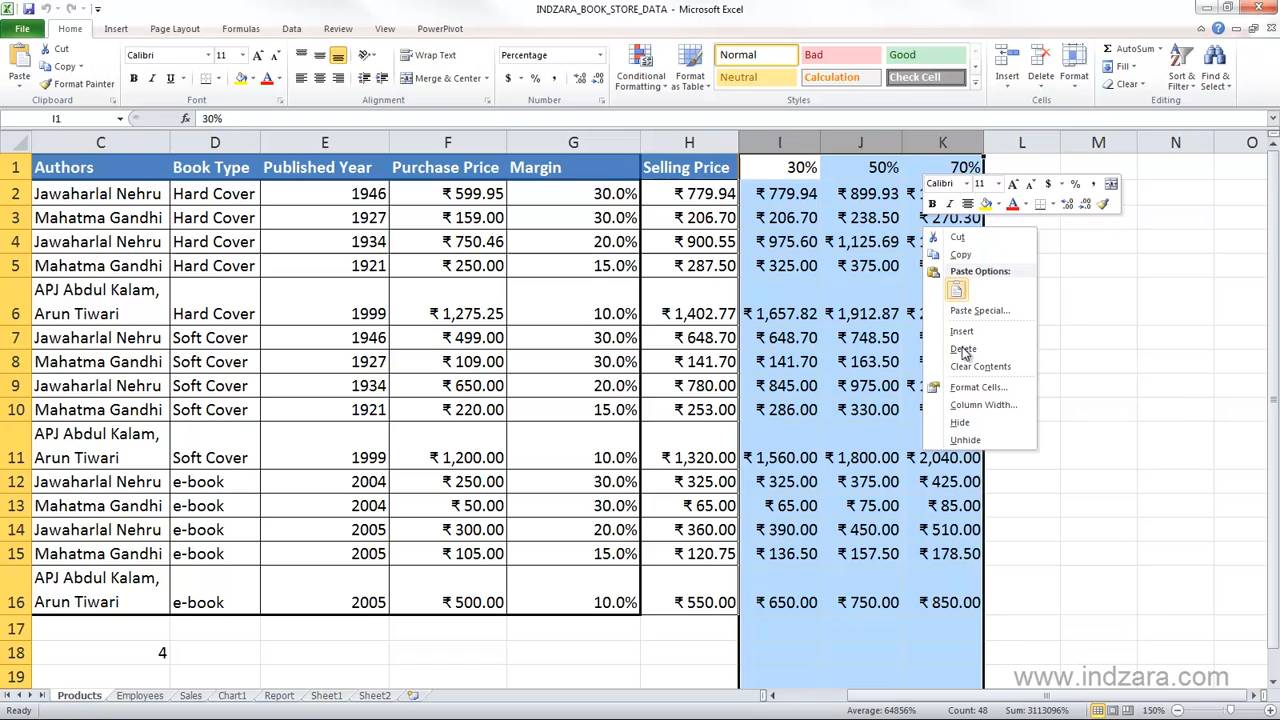 INDZARA_BOOK_STORE_DATA - Microsoft Excel
File Home Insert Page Layout Formulas Data Review View PowerPivot
Paste Cut Copy Format Painter Clipboard
Calibri 11 B I U Font
Wrap Text Merge & Center Alignment
Percentage $ % , Number
Conditional Formatting Format as Table
Normal Bad Good
Neutral Calculation Check Cell
Styles
Insert Delete Format Cells
AutoSum Fill Clear Sort & Filter Find & Select Editing
I1 fx 30%
C D E F G H I J K L M N O
1 Authors Book Type Published Year Purchase Price Margin Selling Price 30% 50% 70%
2 Jawaharlal Nehru Hard Cover 1946 ₹ 599.95 30.0% ₹ 779.94 ₹ 779.94 ₹ 899.93
3 Mahatma Gandhi Hard Cover 1927 ₹ 159.00 30.0% ₹ 206.70 ₹ 206.70 ₹ 238.50 ₹ 270.30
4 Jawaharlal Nehru Hard Cover 1934 ₹ 750.46 20.0% ₹ 900.55 ₹ 975.60 ₹ 1,125.69
5 Mahatma Gandhi Hard Cover 1921 ₹ 250.00 15.0% ₹ 287.50 ₹ 325.00 ₹ 375.00
6 APJ Abdul Kalam, Arun Tiwari Hard Cover 1999 ₹ 1,275.25 10.0% ₹ 1,402.77 ₹ 1,657.82 ₹ 1,912.87
7 Jawaharlal Nehru Soft Cover 1946 ₹ 499.00 30.0% ₹ 648.70 ₹ 648.70 ₹ 748.50
8 Mahatma Gandhi Soft Cover 1927 ₹ 109.00 30.0% ₹ 141.70 ₹ 141.70 ₹ 163.50
9 Jawaharlal Nehru Soft Cover 1934 ₹ 650.00 20.0% ₹ 780.00 ₹ 845.00 ₹ 975.00
10 Mahatma Gandhi Soft Cover 1921 ₹ 220.00 15.0% ₹ 253.00 ₹ 286.00 ₹ 330.00
11 APJ Abdul Kalam, Arun Tiwari Soft Cover 1999 ₹ 1,200.00 10.0% ₹ 1,320.00 ₹ 1,560.00 ₹ 1,800.00 ₹ 2,040.00
12 Jawaharlal Nehru e-book 2004 ₹ 250.00 30.0% ₹ 325.00 ₹ 325.00 ₹ 375.00 ₹ 425.00
13 Mahatma Gandhi e-book 2004 ₹ 50.00 30.0% ₹ 65.00 ₹ 65.00 ₹ 75.00 ₹ 85.00
14 Jawaharlal Nehru e-book 2005 ₹ 300.00 20.0% ₹ 360.00 ₹ 390.00 ₹ 450.00 ₹ 510.00
15 Mahatma Gandhi e-book 2005 ₹ 105.00 15.0% ₹ 120.75 ₹ 136.50 ₹ 157.50 ₹ 178.50
16 APJ Abdul Kalam, Arun Tiwari e-book 2005 ₹ 500.00 10.0% ₹ 550.00 ₹ 650.00 ₹ 750.00 ₹ 850.00
17
18 4
19
Calibri 11 $ % ,
B I
Cut
Copy
Paste Options:
Paste Special...
Insert
Delete
Clear Contents
Format Cells...
Column Width...
Hide
Unhide
www.indzara.com
Products Employees Sales Chart1 Report Sheet1 Sheet2
Ready Average: 64856% Count: 48 Sum: 3113096% 150%